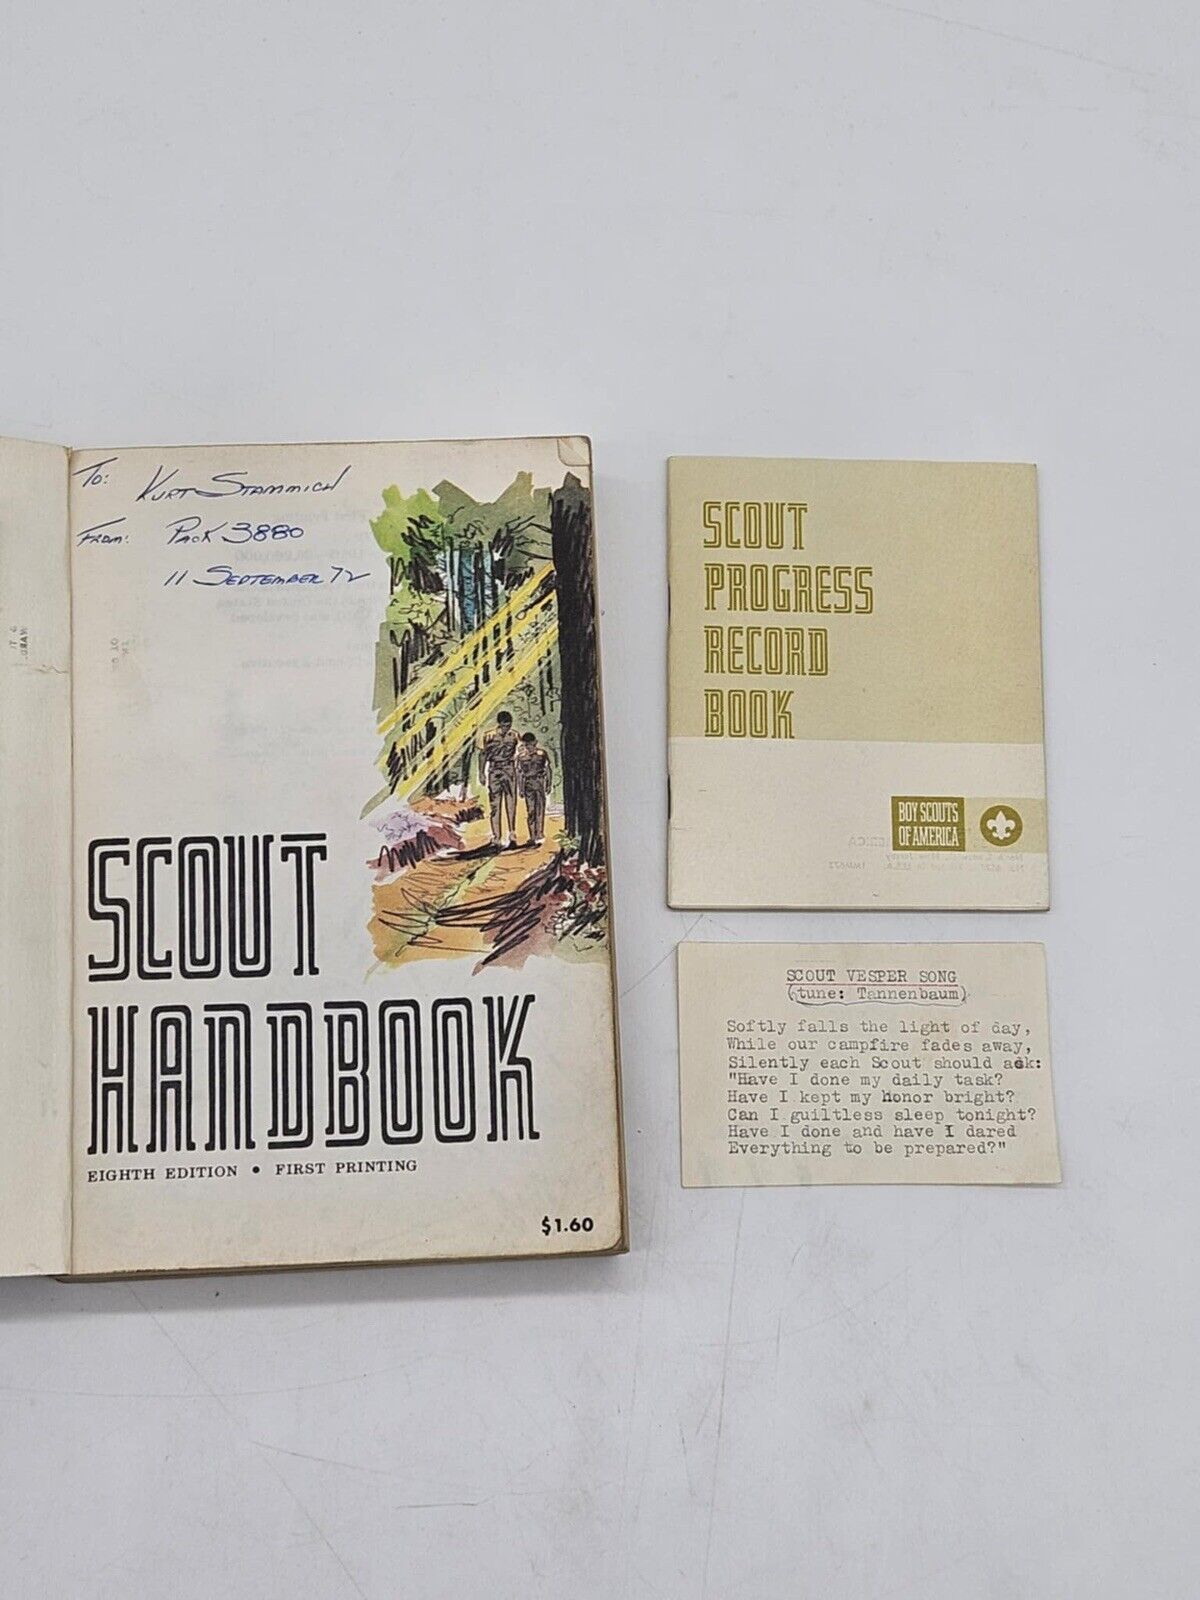 To: Kurt Stammich
From: Pack 3880
11 September 72
SCOUT
HANDBOOK
EIGHTH EDITION • FIRST PRINTING
$1.60
SCOUT
PROGRESS
RECORD
BOOK
BOY SCOUTS
OF AMERICA
SCOUT VESPER SONG
(tune: Tannenbaum)
Softly falls the light of day,
While our campfire fades away,
Silently each Scout should ask:
"Have I done my daily task?
Have I kept my honor bright?
Can I guiltless sleep tonight?
Have I done and have I dared
Everything to be prepared?"